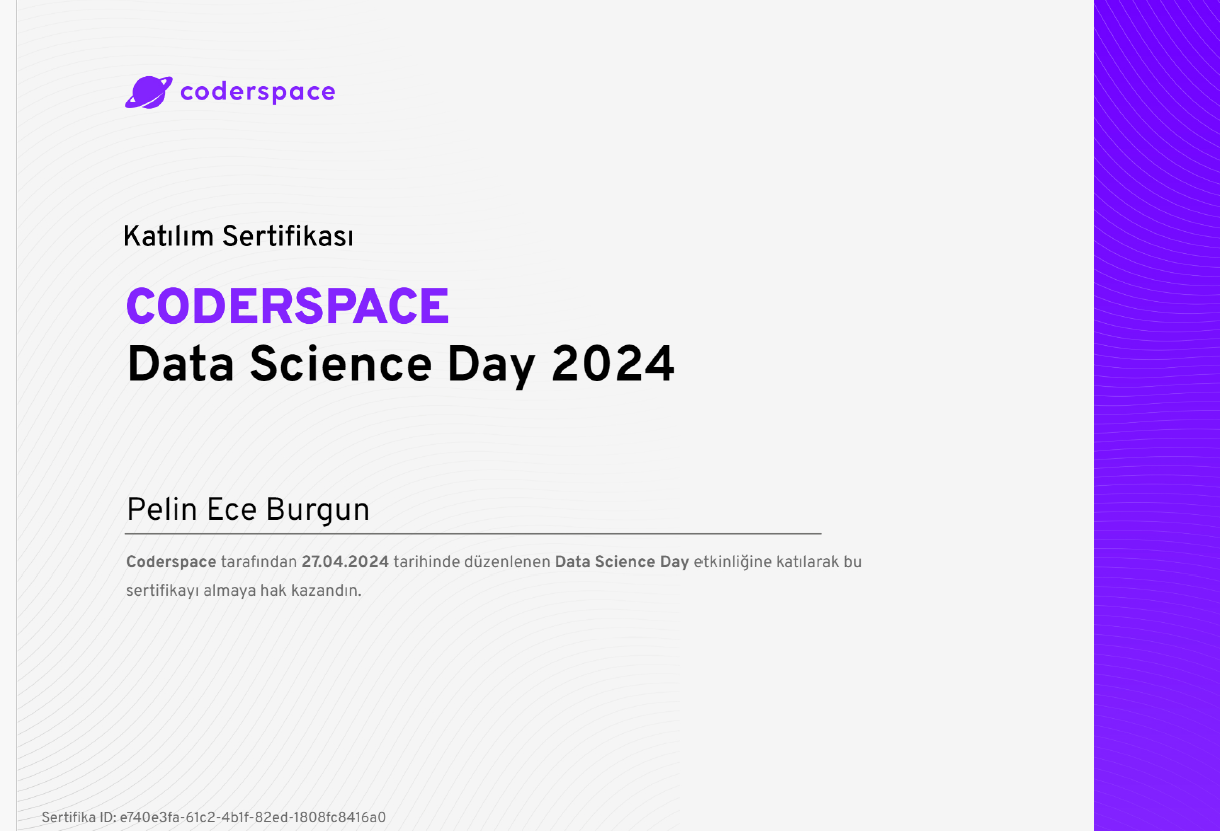 coderspace
Katılım Sertifikası
CODERSPACE
Data Science Day 2024
Pelin Ece Burgun
Coderspace tarafından 27.04.2024 tarihinde düzenlenen Data Science Day etkinliğine katılarak bu
sertifikayı almaya hak kazandın.
Sertifika ID: e740e3fa-61c2-4b1f-82ed-1808fc8416a0